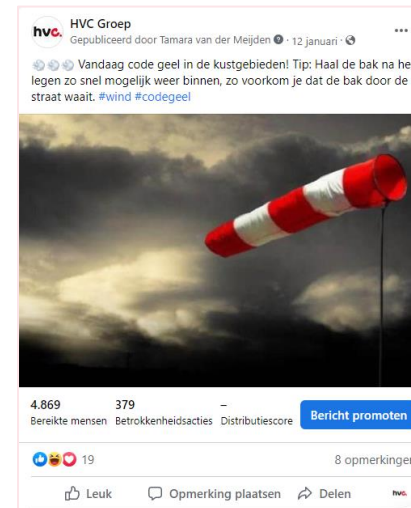 hvc.
HVC Groep
Gepubliceerd door Tamara van der Meijden · 12 januari ·
Vandaag code geel in de kustgebieden! Tip: Haal de bak na he
legen zo snel mogelijk weer binnen, zo voorkom je dat de bak door de
straat waait. #wind #codegeel
4.869 379 –
Bereikte mensen Betrokkenheidsacties Distributiescore
Bericht promoten
19 8 opmerkingen
Leuk Opmerking plaatsen Delen hvc.